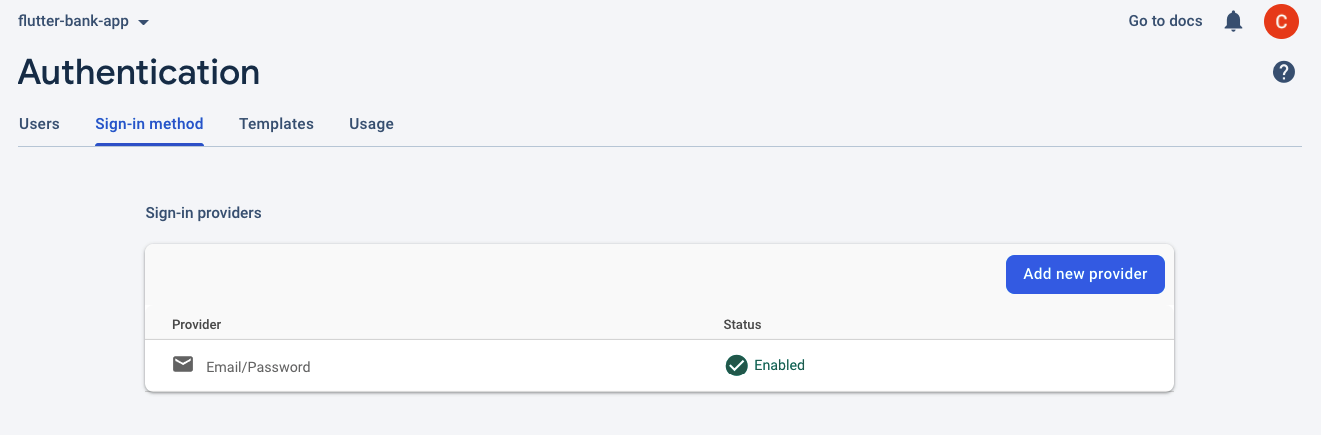 flutter-bank-app
Go to docs
C
Authentication
?
Users Sign-in method Templates Usage
Sign-in providers
Add new provider
Provider Status
Email/Password Enabled